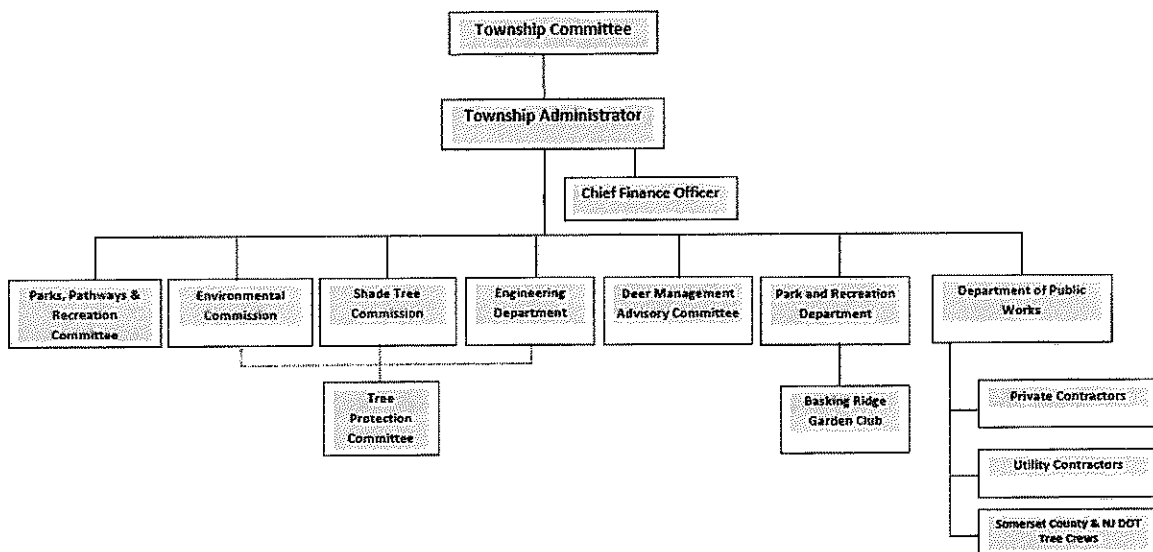 Township Committee
Township Administrator
Chief Finance Officer
Parks, Pathways &
Recreation
Committee
Environmental
Commission
Shade Tree
Commission
Engineering
Department
Deer Management
Advisory Committee
Park and Recreation
Department
Department of Public
Works
Tree
Protection
Committee
Basking Ridge
Garden Club
Private Contractors
Utility Contractors
Somerset County & NJ DOT
Tree Crews